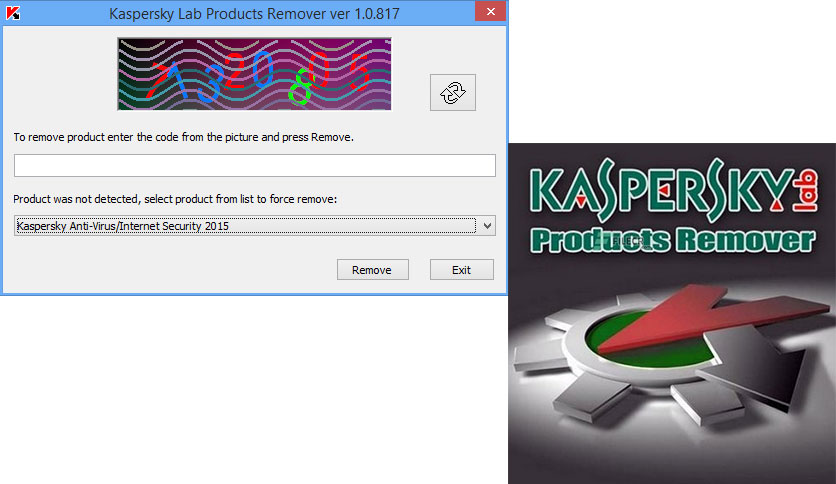 Kaspersky Lab Products Remover ver 1.0.817
To remove product enter the code from the picture and press Remove.
Product was not detected, select product from list to force remove:
Kaspersky Anti-Virus/Internet Security 2015
Remove
Exit
KASPERSKY lab
Products Remover
FILECR